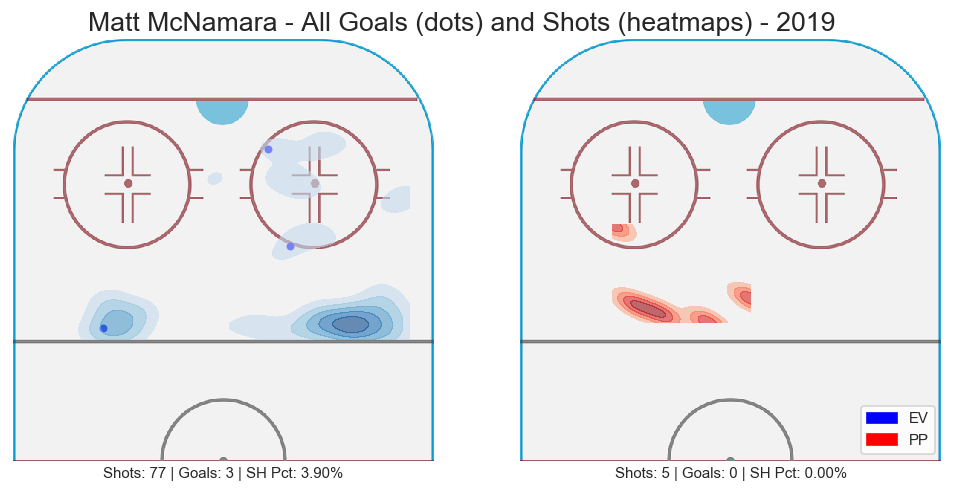 Matt McNamara - All Goals (dots) and Shots (heatmaps) - 2019
EV
PP
Shots: 77 | Goals: 3 | SH Pct: 3.90%
Shots: 5 | Goals: 0 | SH Pct: 0.00%